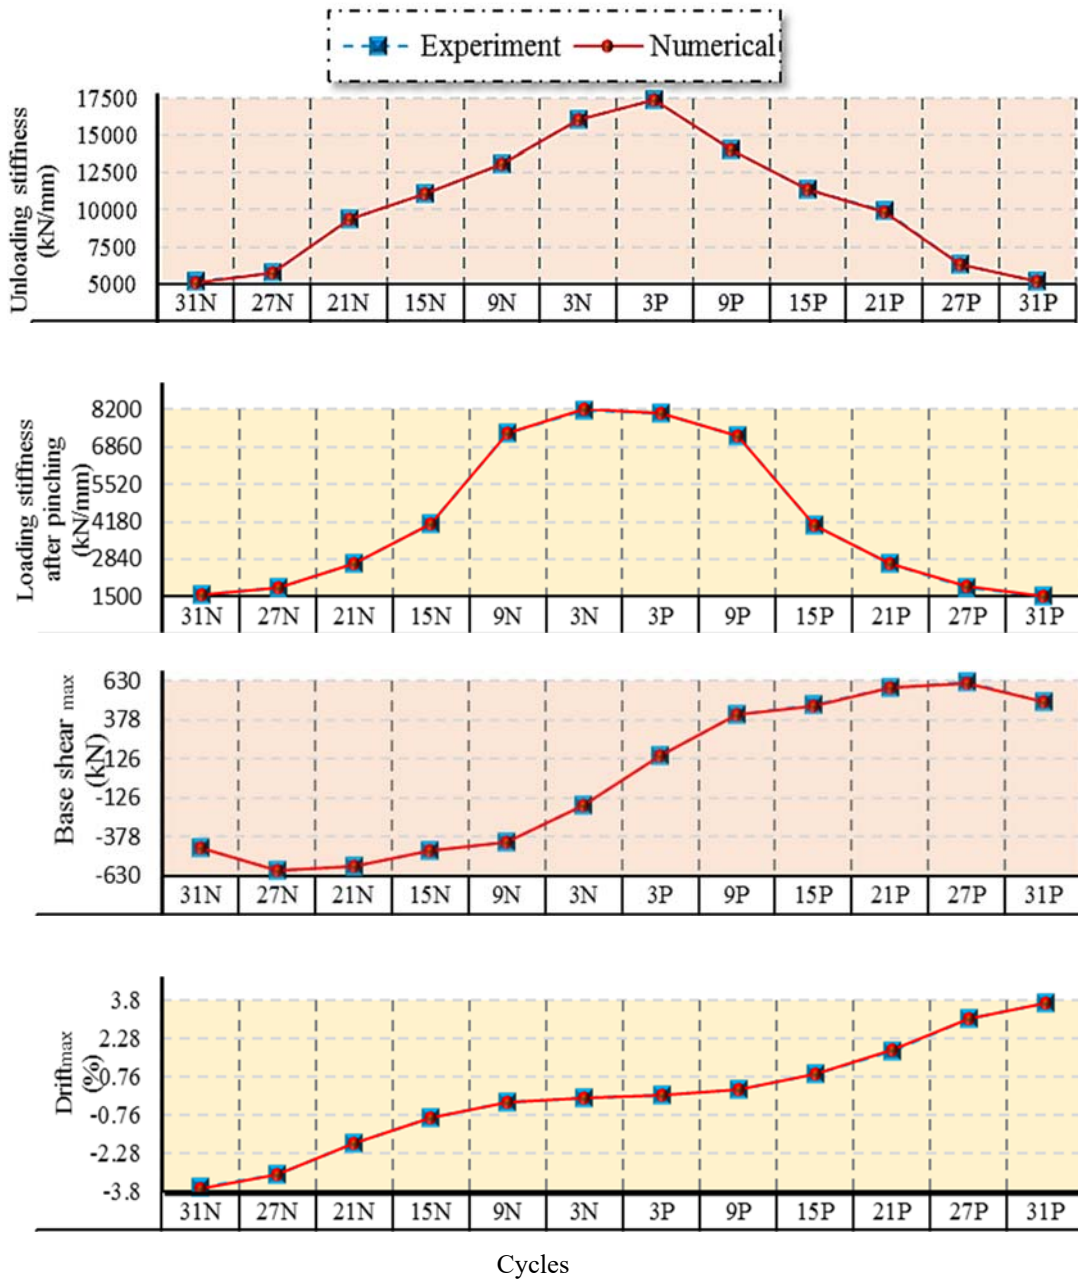 Experiment Numerical
Unloading stiffness
(kN/mm)
17500
15000
12500
10000
7500
5000
31N 27N 21N 15N 9N 3N 3P 9P 15P 21P 27P 31P
Loading stiffness
after pinching
(kN/mm)
8200
6860
5520
4180
2840
1500
31N 27N 21N 15N 9N 3N 3P 9P 15P 21P 27P 31P
Base shear max
(kN)
630
378
126
-126
-378
-630
31N 27N 21N 15N 9N 3N 3P 9P 15P 21P 27P 31P
Driftmax
(%)
3.8
2.28
0.76
-0.76
-2.28
-3.8
31N 27N 21N 15N 9N 3N 3P 9P 15P 21P 27P 31P
Cycles